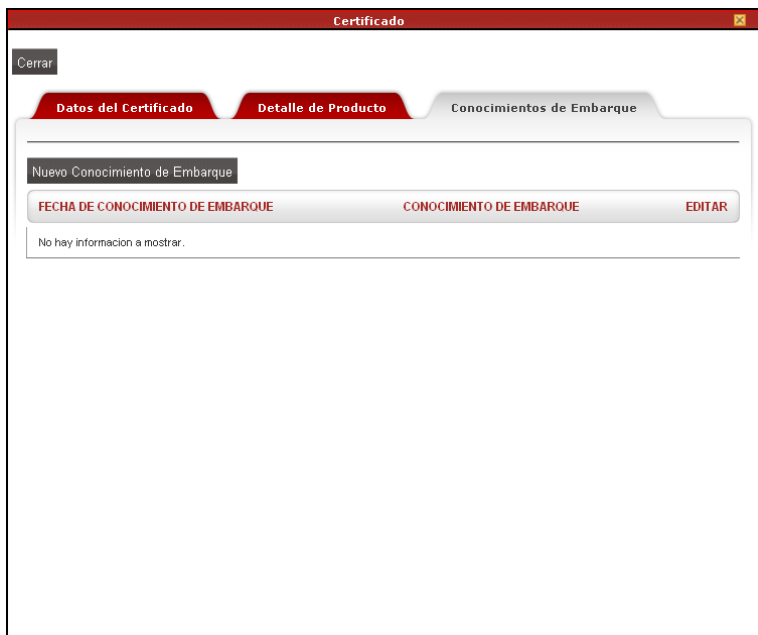 Certificado
Cerrar
Datos del Certificado
Detalle de Producto
Conocimientos de Embarque
Nuevo Conocimiento de Embarque
FECHA DE CONOCIMIENTO DE EMBARQUE CONOCIMIENTO DE EMBARQUE EDITAR
No hay informacion a mostrar.